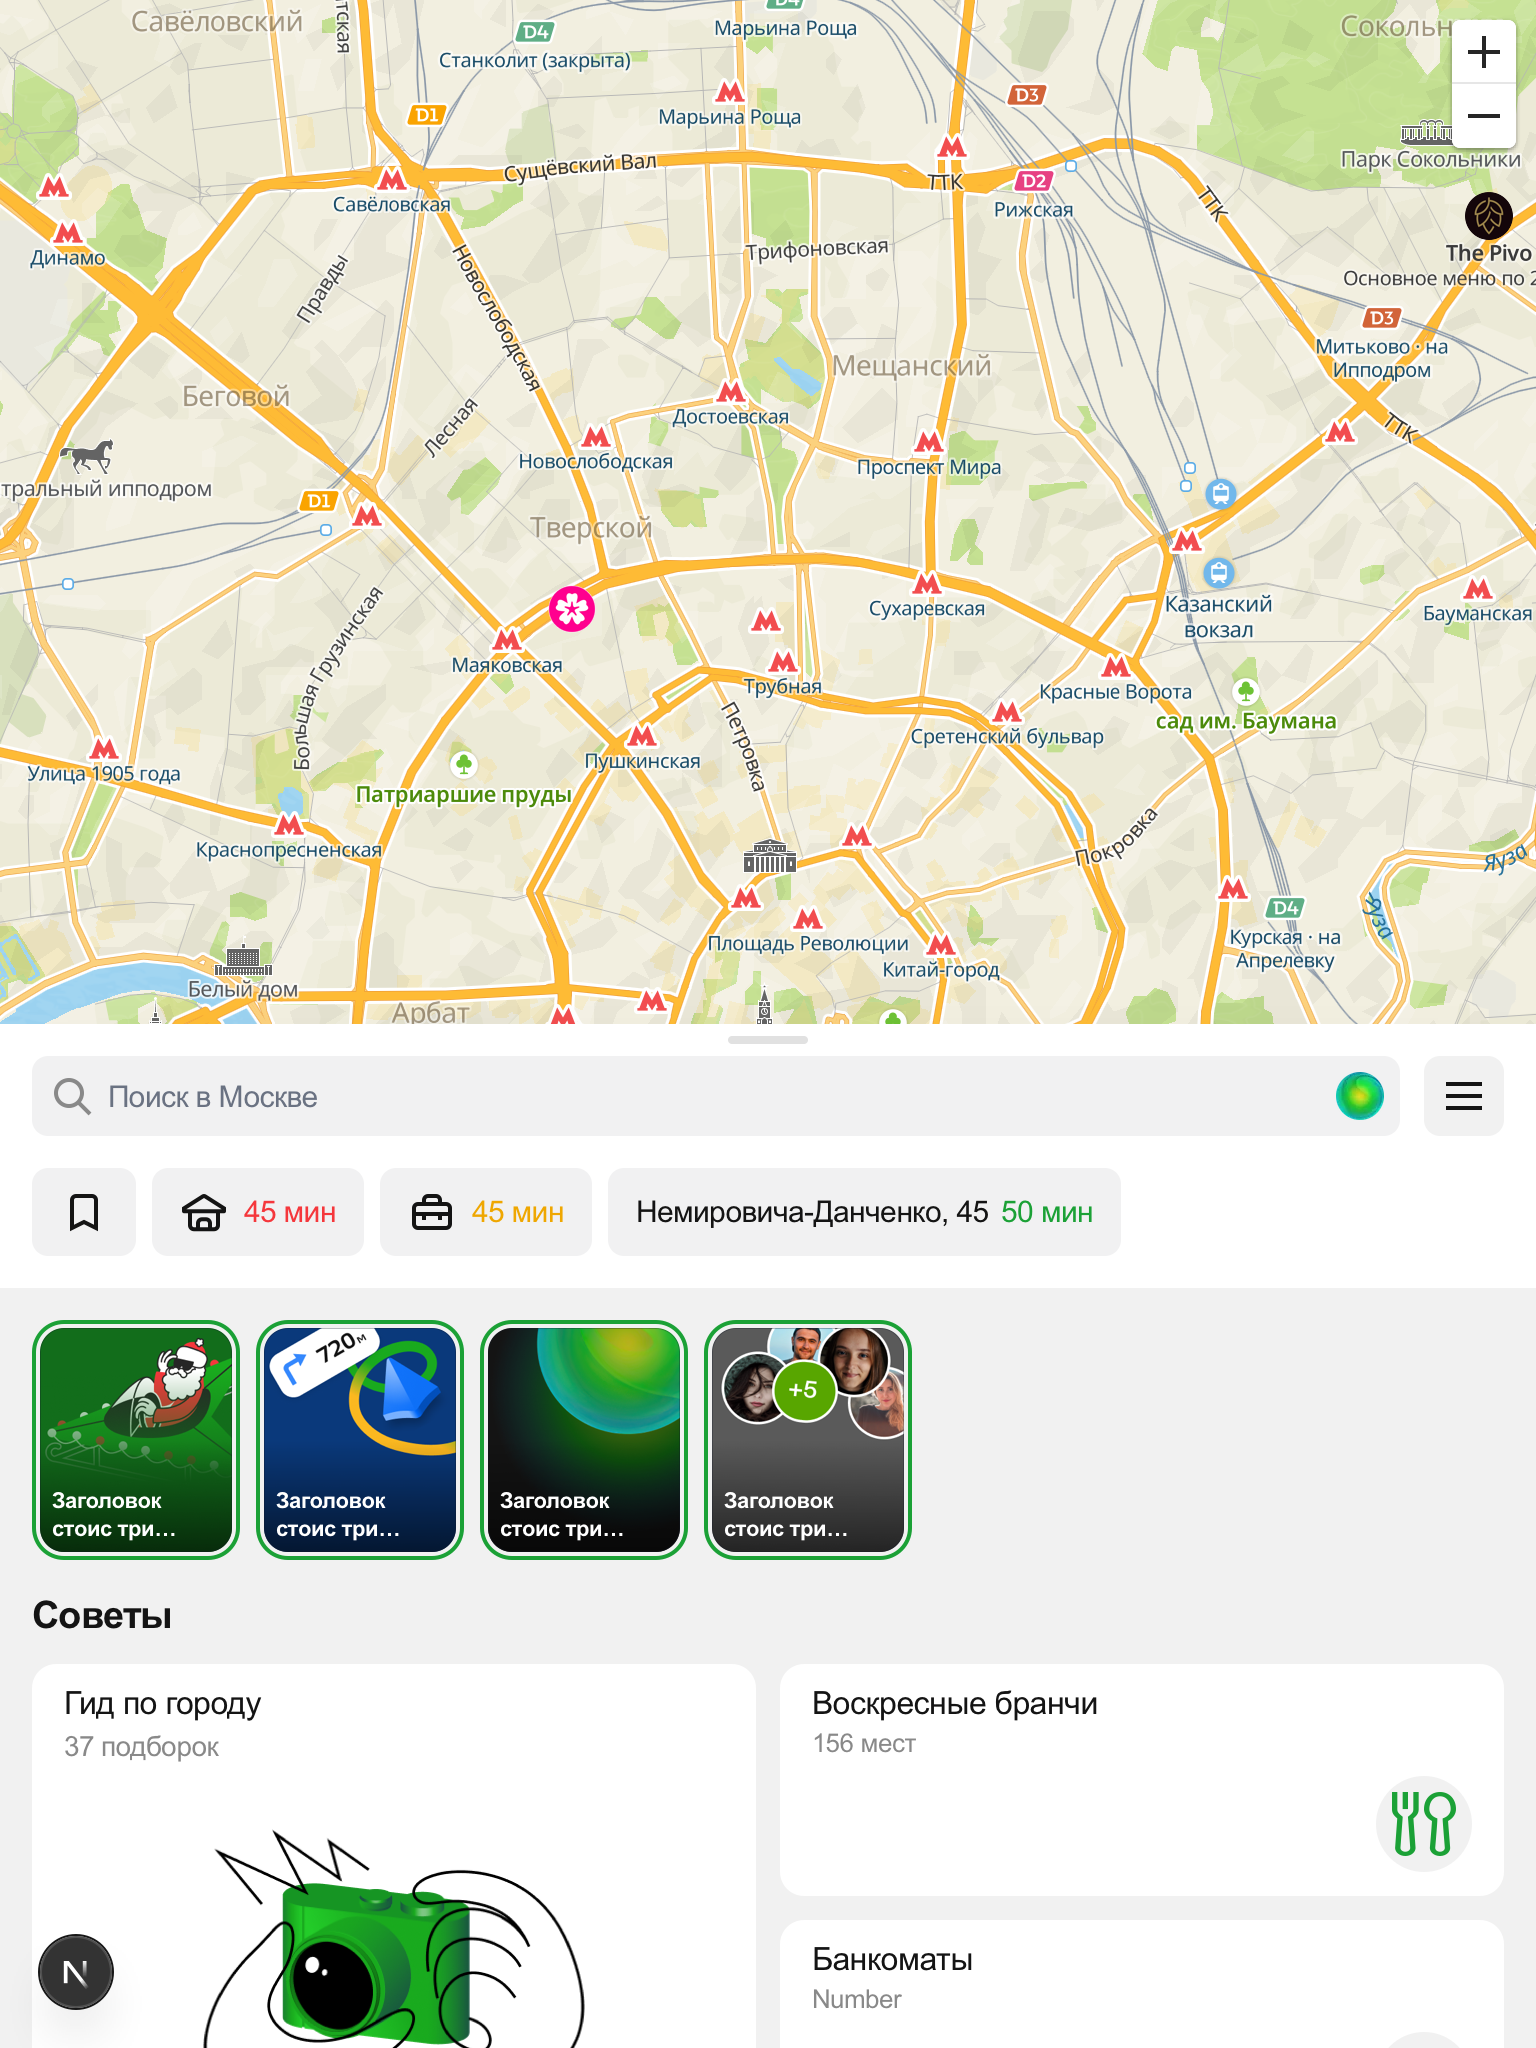 Савёловский
тская
D4
D4
Марьина Роща
Станколит (закрыта)
Сокольн
D1
D3
Марьина Роща
Парк Сокольники
Сущёвский Вал
ТТК
D2
Савёловская
Рижская
ТТК
Динамо
Трифоновская
The Pivo
Основное меню по 2
Правды
Новослободская
D3
Митьково · на
Ипподром
Мещанский
Беговой
Лесная
Достоевская
ТТК
Новослободская
Проспект Мира
тральный ипподром
D1
Тверской
Казанский
вокзал
Сухаревская
Бауманская
Большая Грузинская
Маяковская
Трубная
Красные Ворота
сад им. Баумана
Петровка
Сретенский бульвар
Пушкинская
Улица 1905 года
Патриаршие пруды
Краснопресненская
Покровка
Яуза
Яуза
D4
Площадь Революции
Курская · на
Апрелевку
Китай-город
Белый дом
Арбат
Поиск в Москве
45 мин
45 мин
Немировича-Данченко, 45 50 мин
720м
+5
Заголовок
стоис три...
Заголовок
стоис три...
Заголовок
стоис три...
Заголовок
стоис три...
Советы
Гид по городу
37 подборок
Воскресные бранчи
156 мест
Банкоматы
Number
N